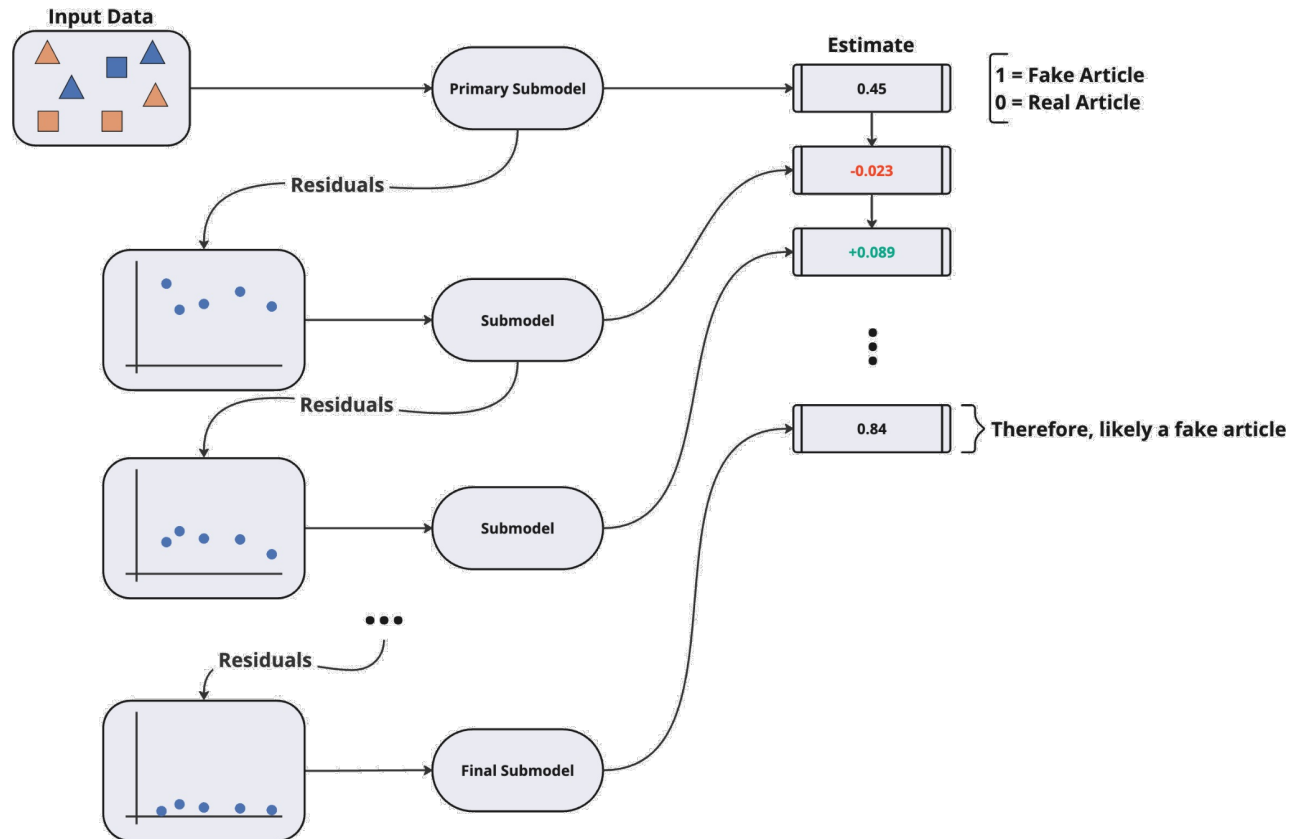 Input Data
Estimate
Primary Submodel
0.45
1 = Fake Article
0 = Real Article
-0.023
Residuals
+0.089
Submodel
Residuals
0.84
Therefore, likely a fake article
Submodel
Residuals
Final Submodel